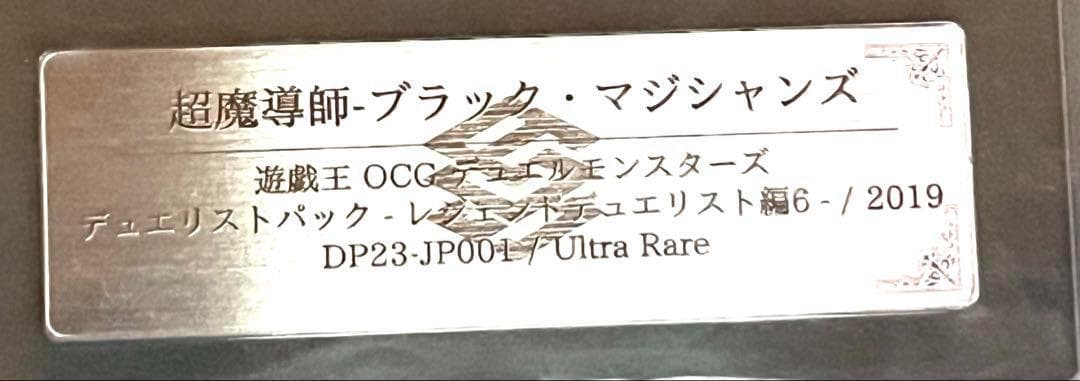 超魔導師-ブラック・マジシャンズ
遊戯王 OCG デュエルモンスターズ
デュエリストパック - レジェンドデュエリスト編6 - / 2019
DP23-JP001 / Ultra Rare